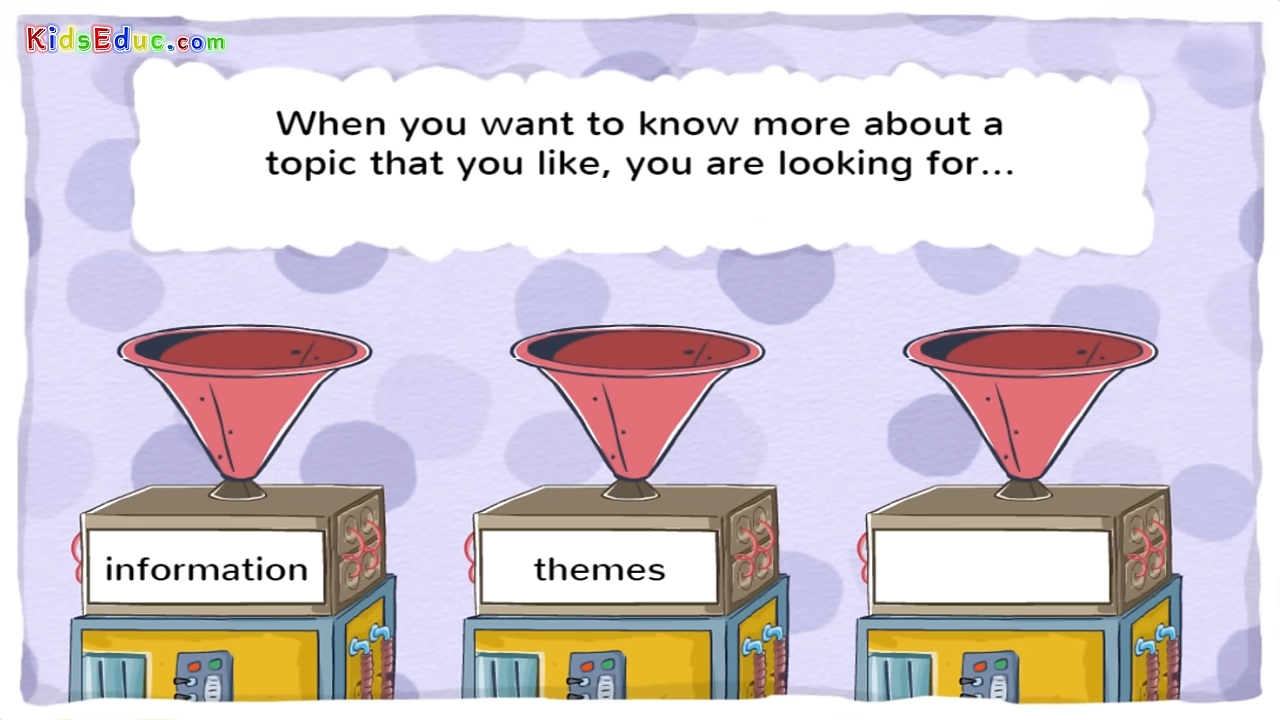 KidsEduc.com
When you want to know more about a
topic that you like, you are looking for...
information
themes